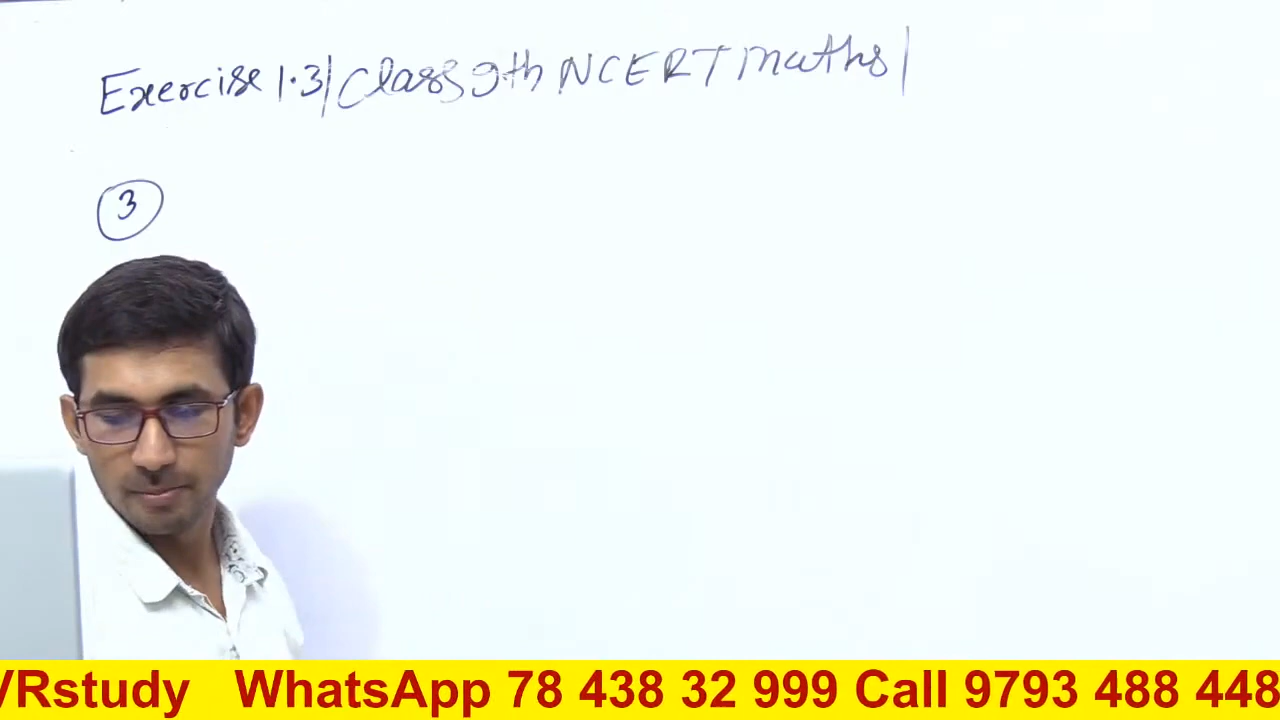 Exercise 1.3| Class 9th NCERT Maths |
3
VRstudy WhatsApp 78 438 32 999 Call 9793 488 448